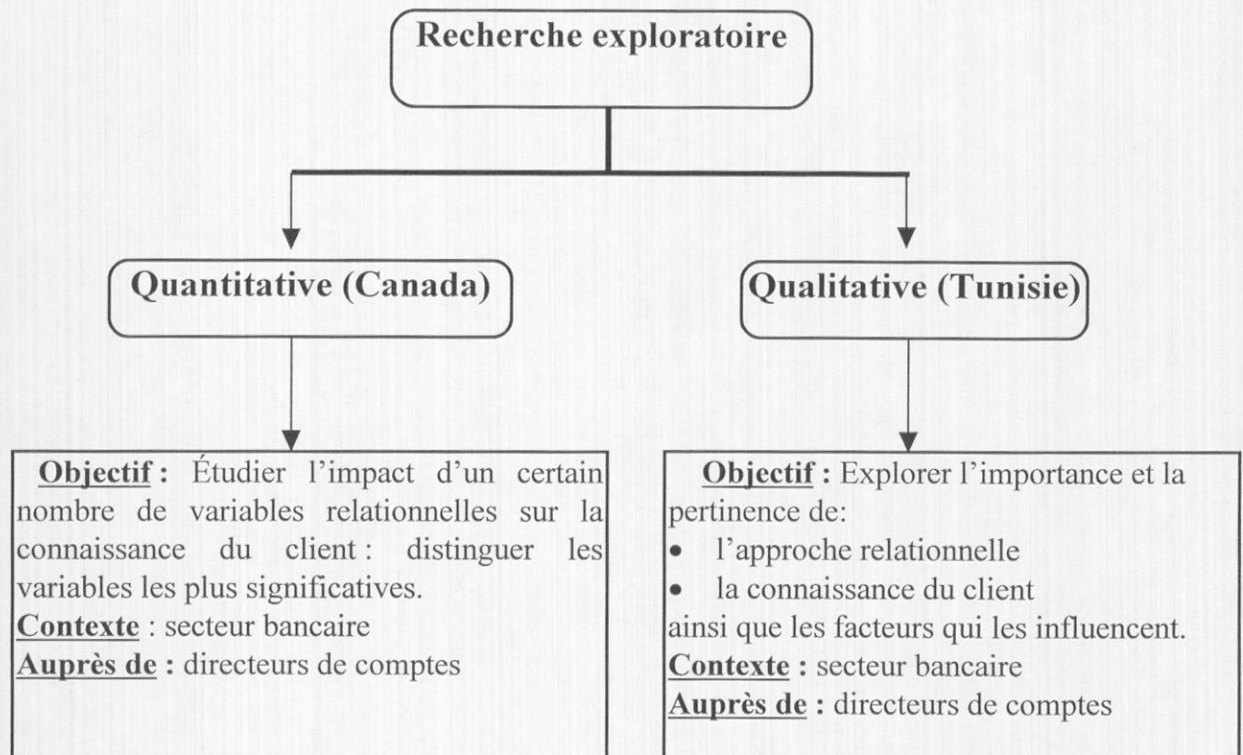 Recherche exploratoire
Quantitative (Canada)
Qualitative (Tunisie)
Objectif : Étudier l’impact d’un certain
nombre de variables relationnelles sur la
connaissance du client : distinguer les
variables les plus significatives.
Contexte : secteur bancaire
Auprès de : directeurs de comptes
Objectif : Explorer l’importance et la
pertinence de:
• l’approche relationnelle
• la connaissance du client
ainsi que les facteurs qui les influencent.
Contexte : secteur bancaire
Auprès de : directeurs de comptes